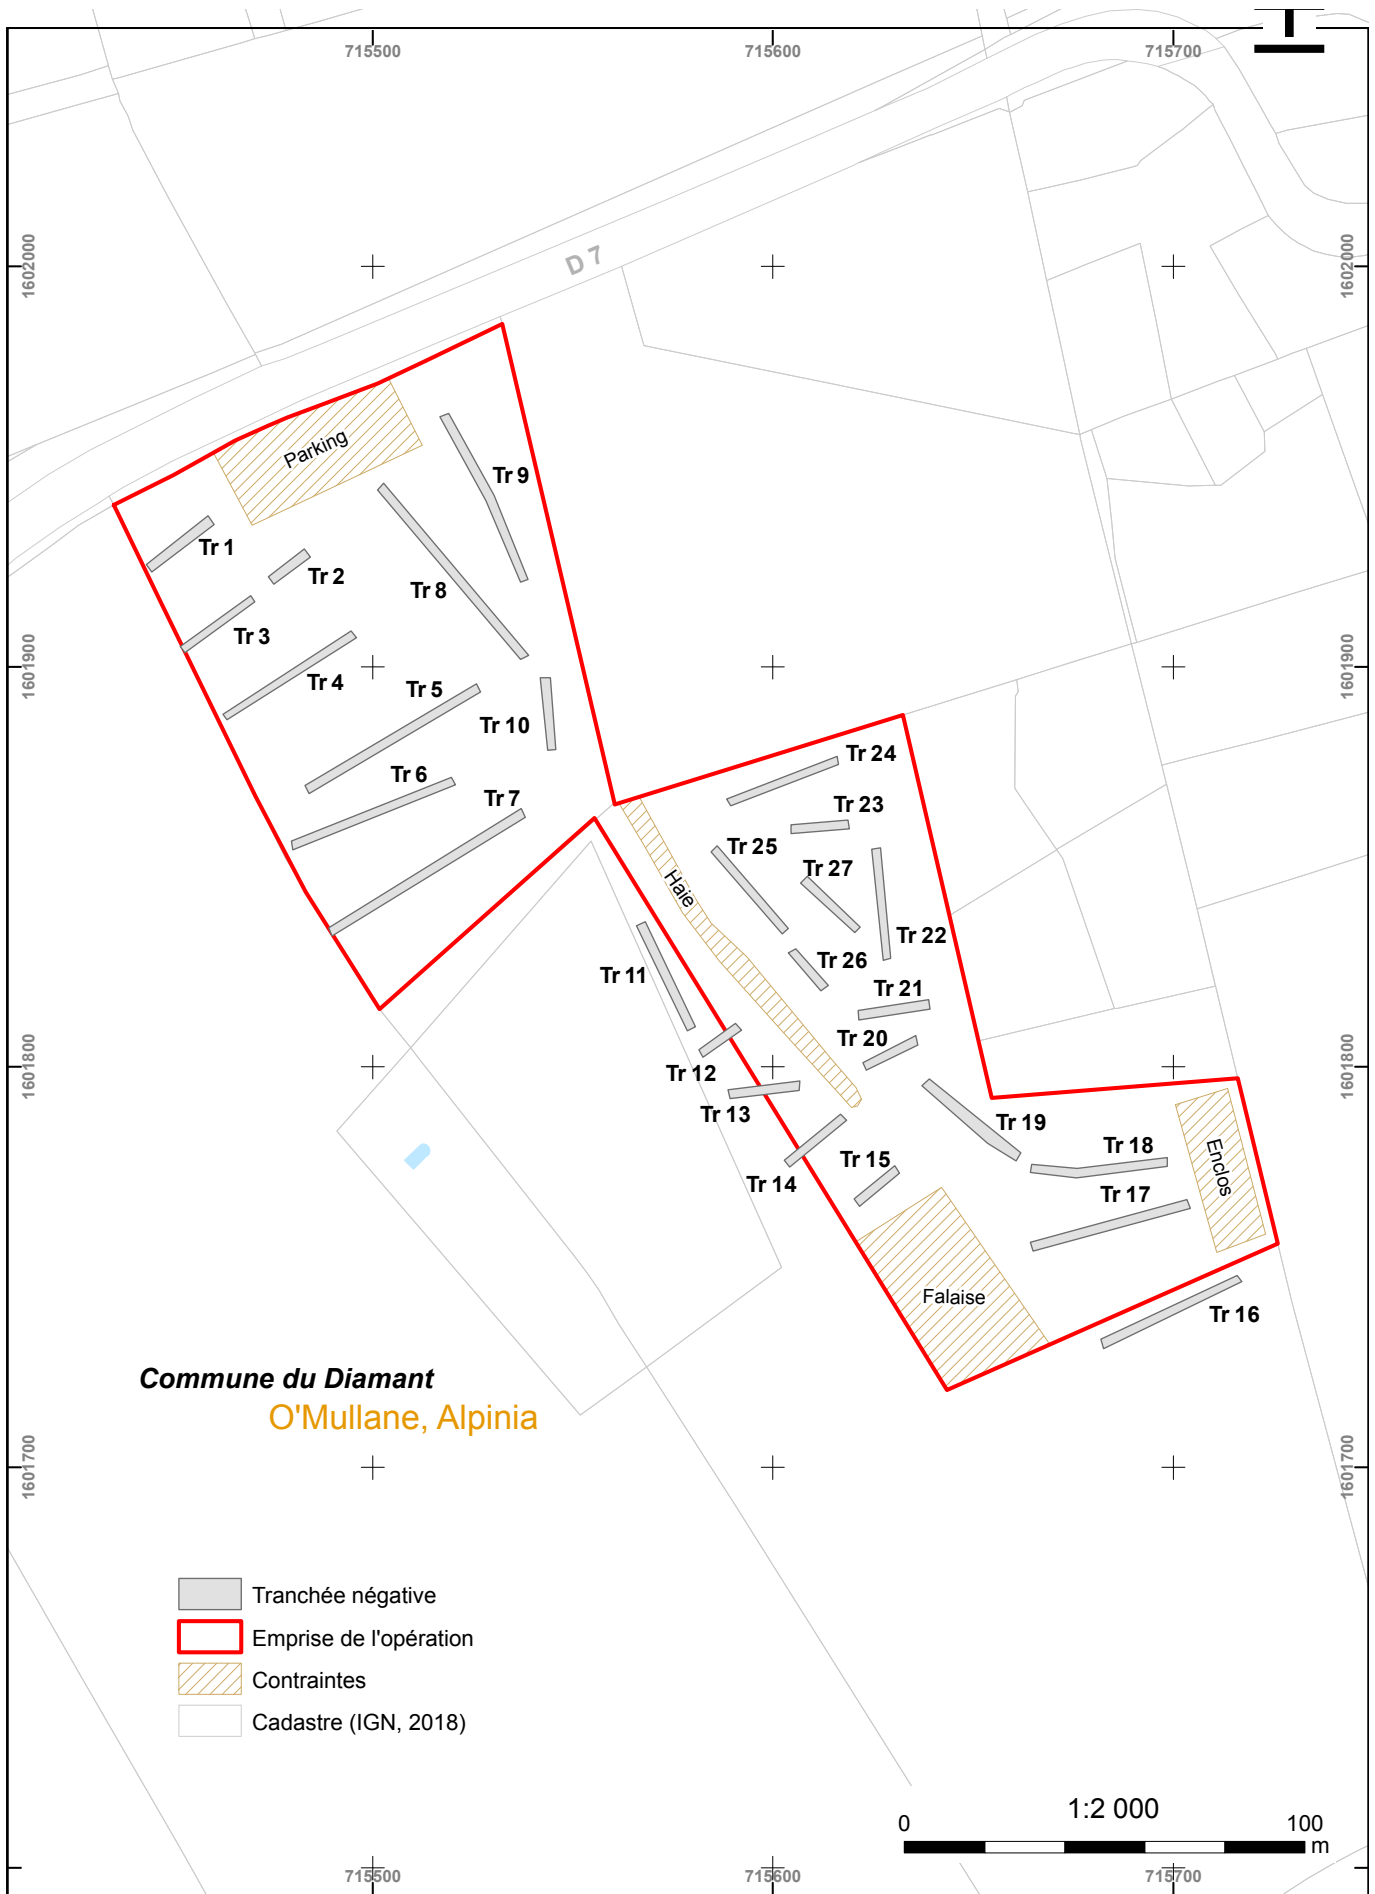 715500
715600
715700
D 7
1602000
1602000
Parking
Tr 9
Tr 1
Tr 2
Tr 8
Tr 3
1601900
1601900
Tr 4
Tr 5
Tr 10
Tr 6
Tr 7
Tr 24
Tr 23
Tr 25
Tr 27
Haie
Tr 22
Tr 26
Tr 11
Tr 21
Tr 20
1601800
1601800
Tr 12
Tr 13
Tr 19
Tr 18
Enclos
Tr 15
Tr 14
Tr 17
Falaise
Tr 16
Commune du Diamant
O'Mullane, Alpinia
1601700
1601700
Tranchée négative
Emprise de l'opération
Contraintes
Cadastre (IGN, 2018)
1:2 000
0
100
m
715500
715600
715700